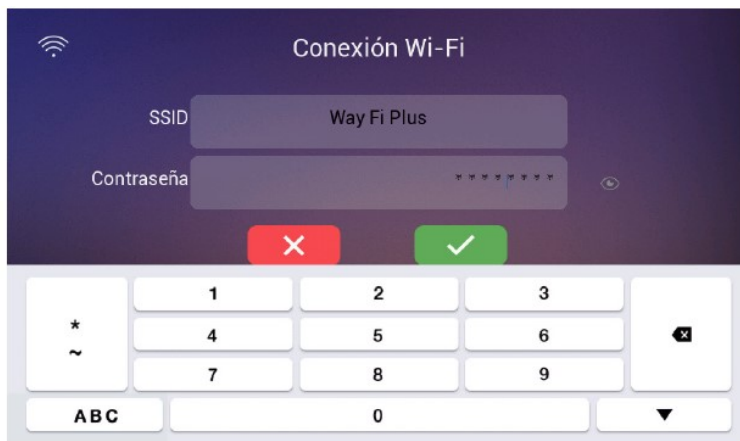 Conexión Wi-Fi
SSID Way Fi Plus
Contraseña ********
1 2 3
*
4 5 6
~
7 8 9
ABC 0